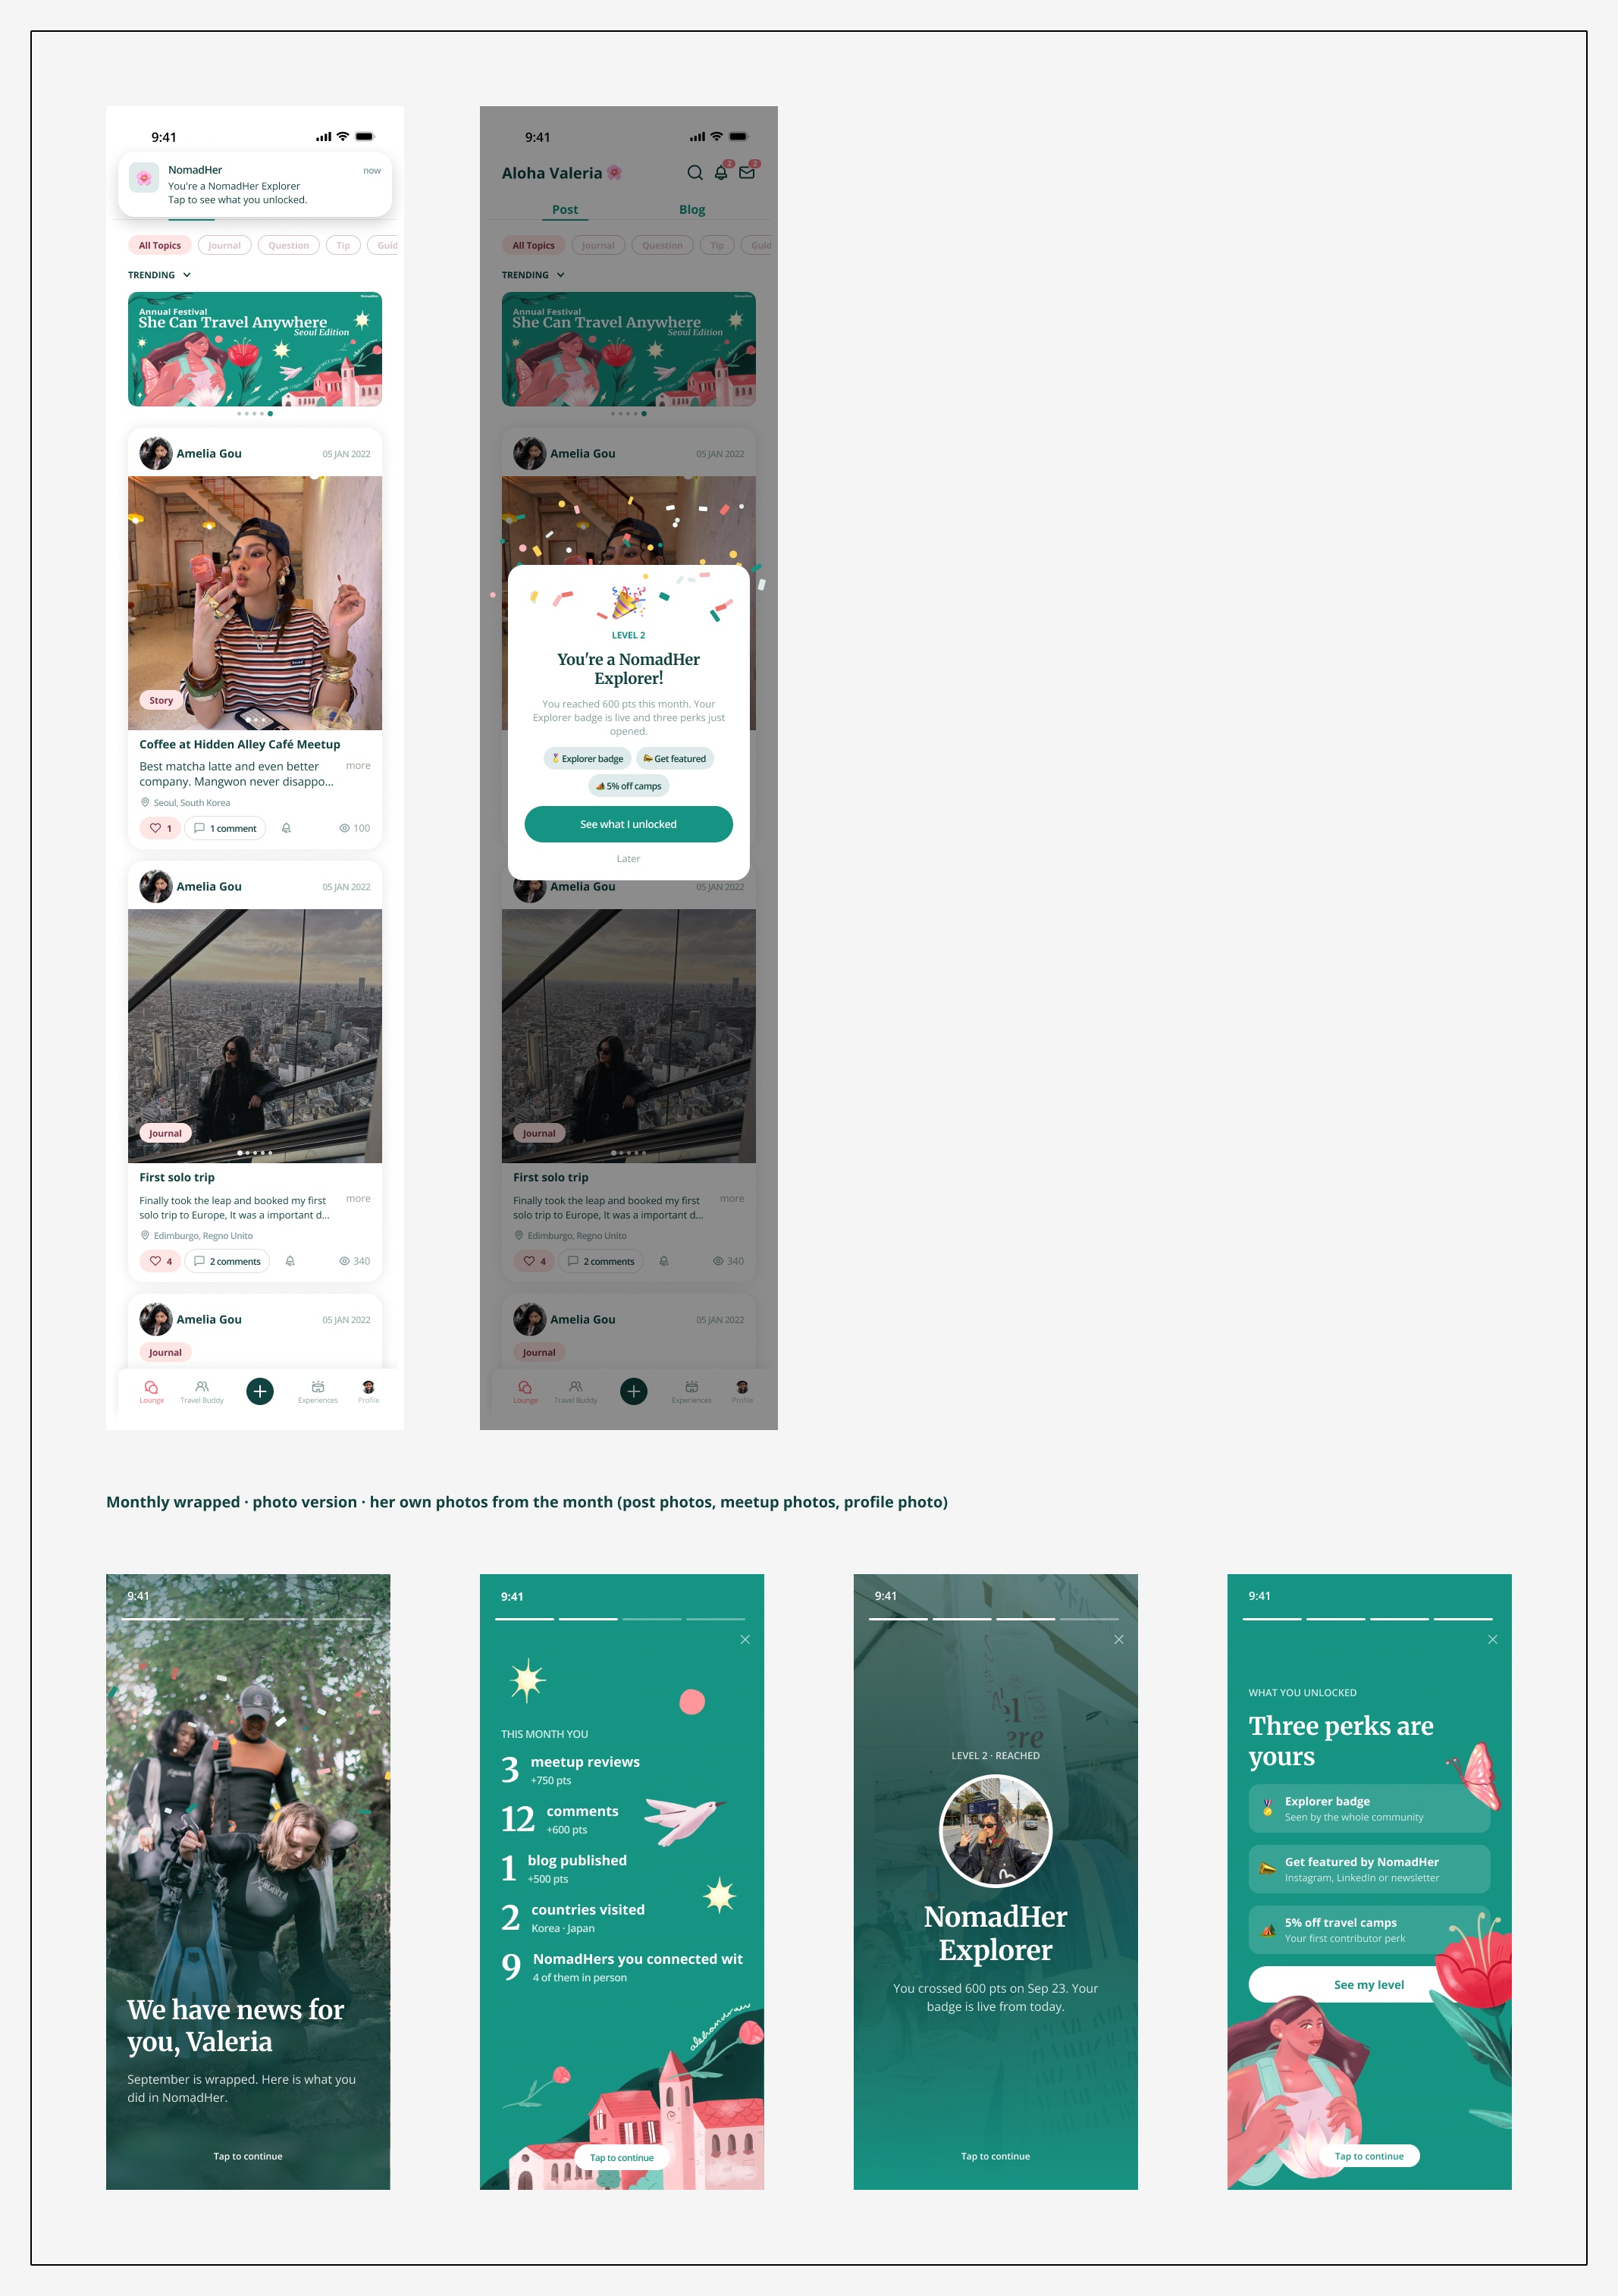 9:41
NomadHer
now
You're a NomadHer Explorer
Tap to see what you unlocked.
All Topics
Journal
Question
Tip
Guid
TRENDING
Annual Festival
She Can Travel Anywhere
Seoul Edition
Amelia Gou
05 JAN 2022
Story
Coffee at Hidden Alley Café Meetup
Best matcha latte and even better
more
company. Mangwon never disappo...
Seoul, South Korea
1
1 comment
100
Amelia Gou
05 JAN 2022
Journal
First solo trip
Finally took the leap and booked my first
more
solo trip to Europe, It was a important d...
Edimburgo, Regno Unito
4
2 comments
340
Amelia Gou
05 JAN 2022
Journal
Lounge
Travel Buddy
Experiences
Profile
9:41
Aloha Valeria
2
2
Post
Blog
All Topics
Journal
Question
Tip
Guid
TRENDING
Annual Festival
She Can Travel Anywhere
Seoul Edition
Amelia Gou
05 JAN 2022
LEVEL 2
You're a NomadHer
Explorer!
You reached 600 pts this month. Your
Explorer badge is live and three perks just
opened.
Explorer badge
Get featured
5% off camps
See what I unlocked
Later
Amelia Gou
05 JAN 2022
Journal
First solo trip
Finally took the leap and booked my first
more
solo trip to Europe, It was a important d...
Edimburgo, Regno Unito
4
2 comments
340
Amelia Gou
05 JAN 2022
Journal
Lounge
Travel Buddy
Experiences
Profile
Monthly wrapped · photo version · her own photos from the month (post photos, meetup photos, profile photo)
9:41
We have news for
you, Valeria
September is wrapped. Here is what you
did in NomadHer.
Tap to continue
9:41
THIS MONTH YOU
3 meetup reviews
+750 pts
12 comments
+600 pts
1 blog published
+500 pts
2 countries visited
Korea · Japan
9 NomadHers you connected wit
4 of them in person
Tap to continue
9:41
LEVEL 2 · REACHED
NomadHer
Explorer
You crossed 600 pts on Sep 23. Your
badge is live from today.
Tap to continue
9:41
WHAT YOU UNLOCKED
Three perks are
yours
Explorer badge
Seen by the whole community
Get featured by NomadHer
Instagram, LinkedIn or newsletter
5% off travel camps
Your first contributor perk
See my level
Tap to continue